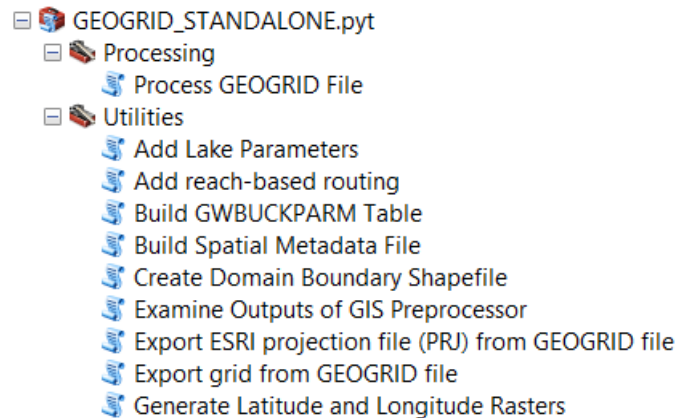 GEOGRID_STANDALONE.pyt
Processing
Process GEOGRID File
Utilities
Add Lake Parameters
Add reach-based routing
Build GWBUCKPARM Table
Build Spatial Metadata File
Create Domain Boundary Shapefile
Examine Outputs of GIS Preprocessor
Export ESRI projection file (PRJ) from GEOGRID file
Export grid from GEOGRID file
Generate Latitude and Longitude Rasters